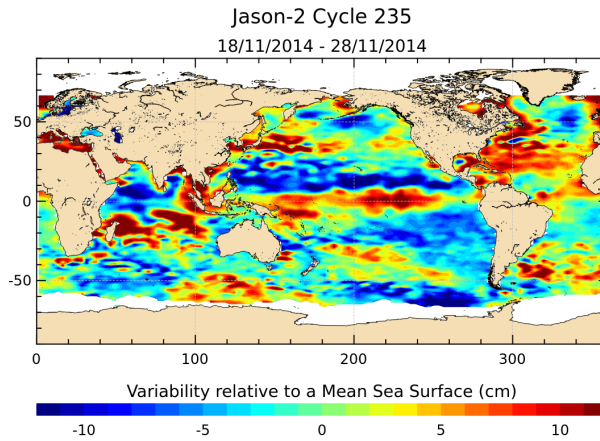 Jason-2 Cycle 235
18/11/2014 - 28/11/2014
50
0
-50
0 100 200 300
Variability relative to a Mean Sea Surface (cm)
-10 -5 0 5 10